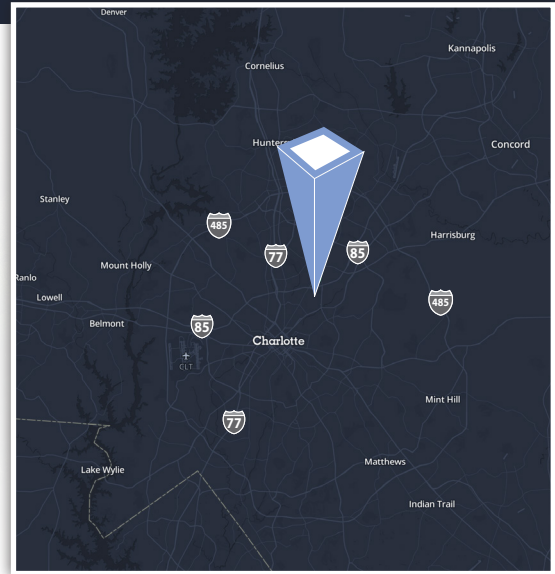 Denver
Kannapolis
Cornelius
Concord
Stanley
485
Harrisburg
77
85
Mount Holly
Ranlo
Lowell
485
Belmont
85
Charlotte
CLT
Mint Hill
77
Matthews
Lake Wylie
Indian Trail